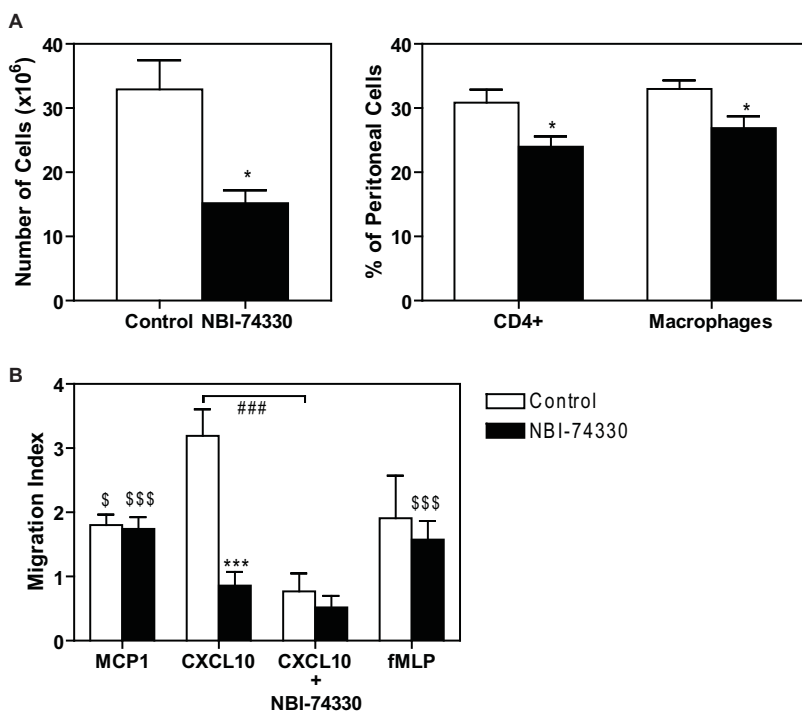 A
Number of Cells (x10⁶)
40
30
20
10
0
*
Control NBI-74330
% of Peritoneal Cells
40
30
20
10
0
*
*
CD4+
Macrophages
B
Migration Index
4
3
2
1
0
$
$$$
***
###
$$$
MCP1
CXCL10
CXCL10
+
NBI-74330
fMLP
Control
NBI-74330